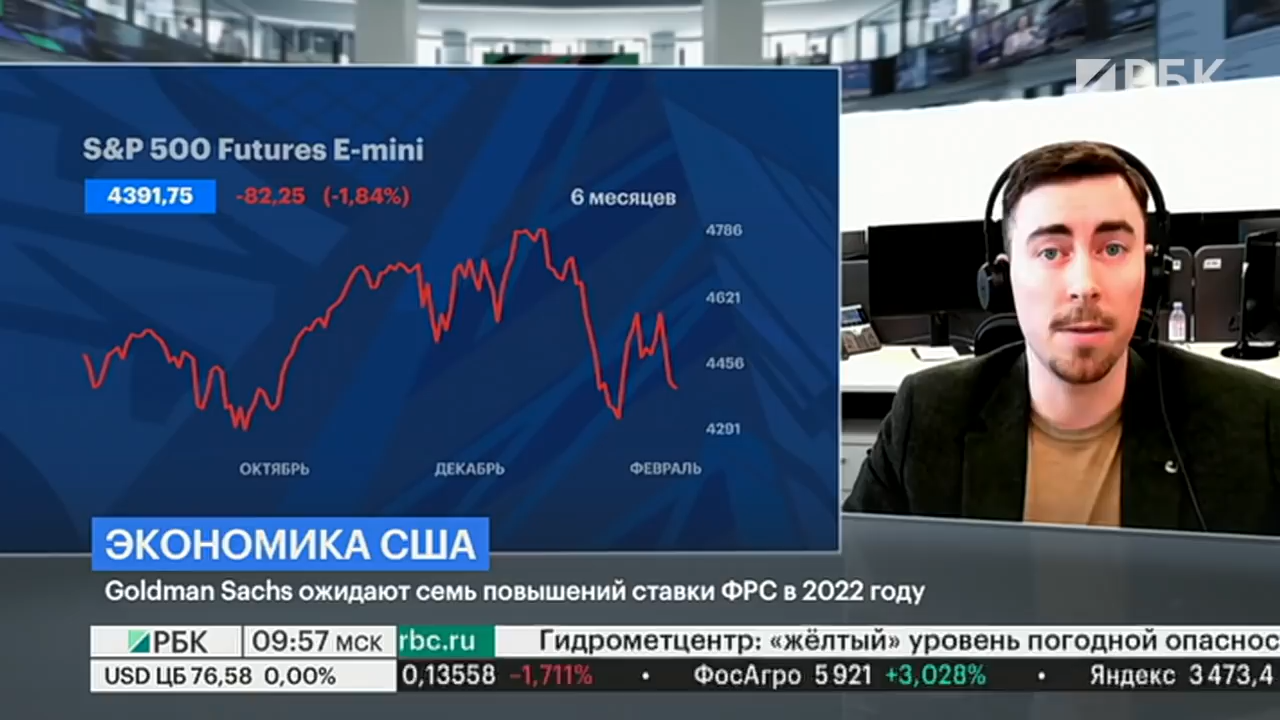 РБК
S&P 500 Futures E-mini
4391,75 -82,25 (-1,84%) 6 месяцев
4786
4621
4456
4291
ОКТЯБРЬ ДЕКАБРЬ ФЕВРАЛЬ
ЭКОНОМИКА США
Goldman Sachs ожидают семь повышений ставки ФРС в 2022 году
РБК 09:57 МСК rbc.ru Гидрометцентр: «жёлтый» уровень погодной опаснос
USD ЦБ 76,58 0,00% 0,13558 -1,711% • ФосАгро 5 921 +3,028% • Яндекс 3 473,4